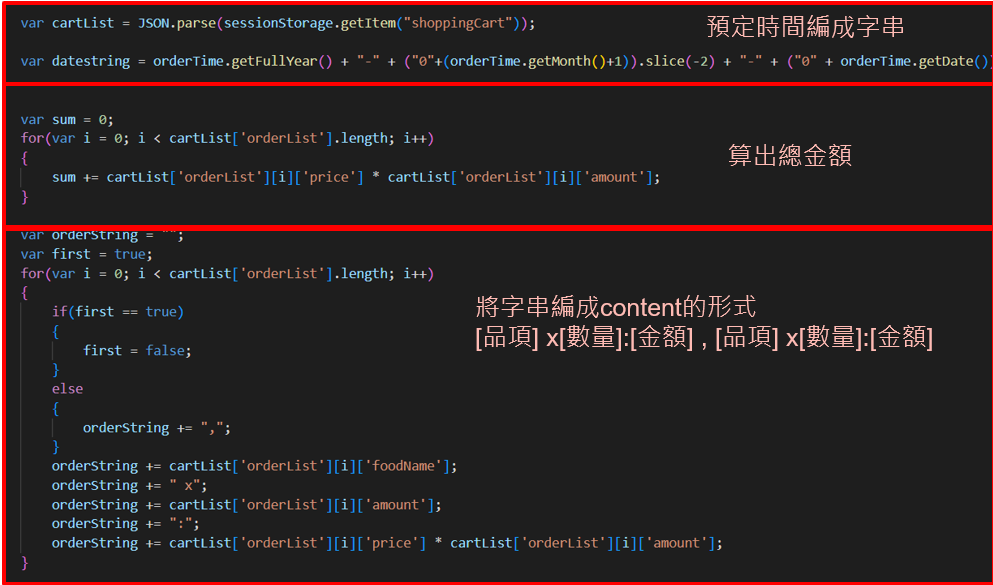 var cartList = JSON.parse(sessionStorage.getItem("shoppingCart"));
預定時間編成字串
var datestring = orderTime.getFullYear() + "-" + ("0"+(orderTime.getMonth()+1)).slice(-2) + "-" + ("0" + orderTime.getDate())
var sum = 0;
for(var i = 0; i < cartList['orderList'].length; i++)
{
算出總金額
sum += cartList['orderList'][i]['price'] * cartList['orderList'][i]['amount'];
}
var orderString = "";
var first = true;
for(var i = 0; i < cartList['orderList'].length; i++)
{
if(first == true)
將字串編成content的形式
{
[品項] x[數量]:[金額] , [品項] x[數量]:[金額]
first = false;
}
else
{
orderString += ",";
}
orderString += cartList['orderList'][i]['foodName'];
orderString += " x";
orderString += cartList['orderList'][i]['amount'];
orderString += ":";
orderString += cartList['orderList'][i]['price'] * cartList['orderList'][i]['amount'];
}